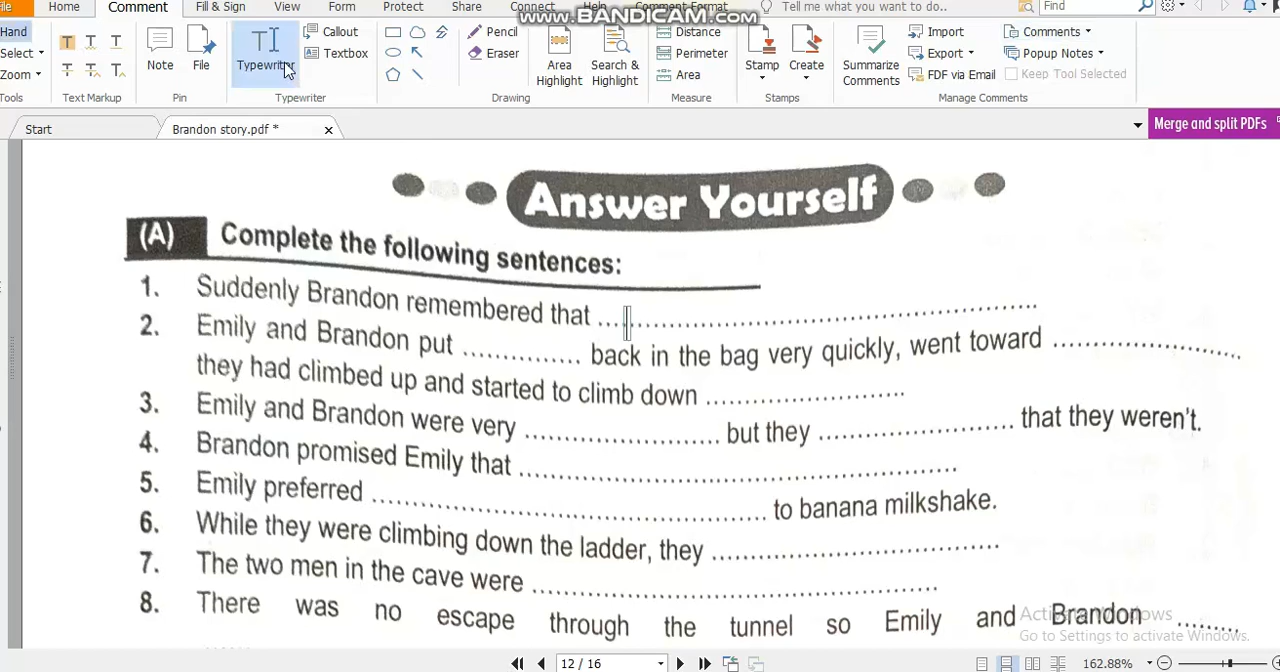 File Home Comment Fill & Sign View Form Protect Share Connect Comment Format Tell me what you want to do.. Find
www.BANDICAM.com
Hand Callout Pencil Distance Import Comments
Select Textbox Eraser Perimeter Export Popup Notes
Zoom Note File Typewriter Area Highlight Search & Highlight Area Stamp Create Summarize Comments FDF via Email Keep Tool Selected
Tools Text Markup Pin Typewriter Drawing Measure Stamps Manage Comments
Start Brandon story.pdf * Merge and split PDFs
Answer Yourself
(A) Complete the following sentences:
1. Suddenly Brandon remembered that ........................................
2. Emily and Brandon put .............. back in the bag very quickly, went toward ........................
they had climbed up and started to climb down ........................
3. Emily and Brandon were very ........................ but they ........................ that they weren't.
4. Brandon promised Emily that ........................................
5. Emily preferred ........................................ to banana milkshake.
6. While they were climbing down the ladder, they ........................
7. The two men in the cave were ........................................
8. There was no escape through the tunnel so Emily and Brandon ........
Activate Windows
Go to Settings to activate Windows.
12 / 16 162.88%